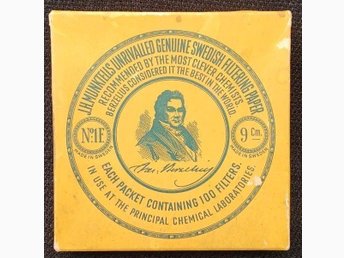 J.H. MUNKTELL'S UNRIVALLED GENUINE SWEDISH FILTERING PAPER
RECOMMENDED BY THE MOST CLEVER CHEMISTS.
BERZELIUS CONSIDERED IT THE BEST IN THE WORLD.
No. 1F
MADE IN SWEDEN
9 Cm.
MADE IN SWEDEN
Jac. Berzelius
EACH PACKET CONTAINING 100 FILTERS.
IN USE AT THE PRINCIPAL CHEMICAL LABORATORIES.